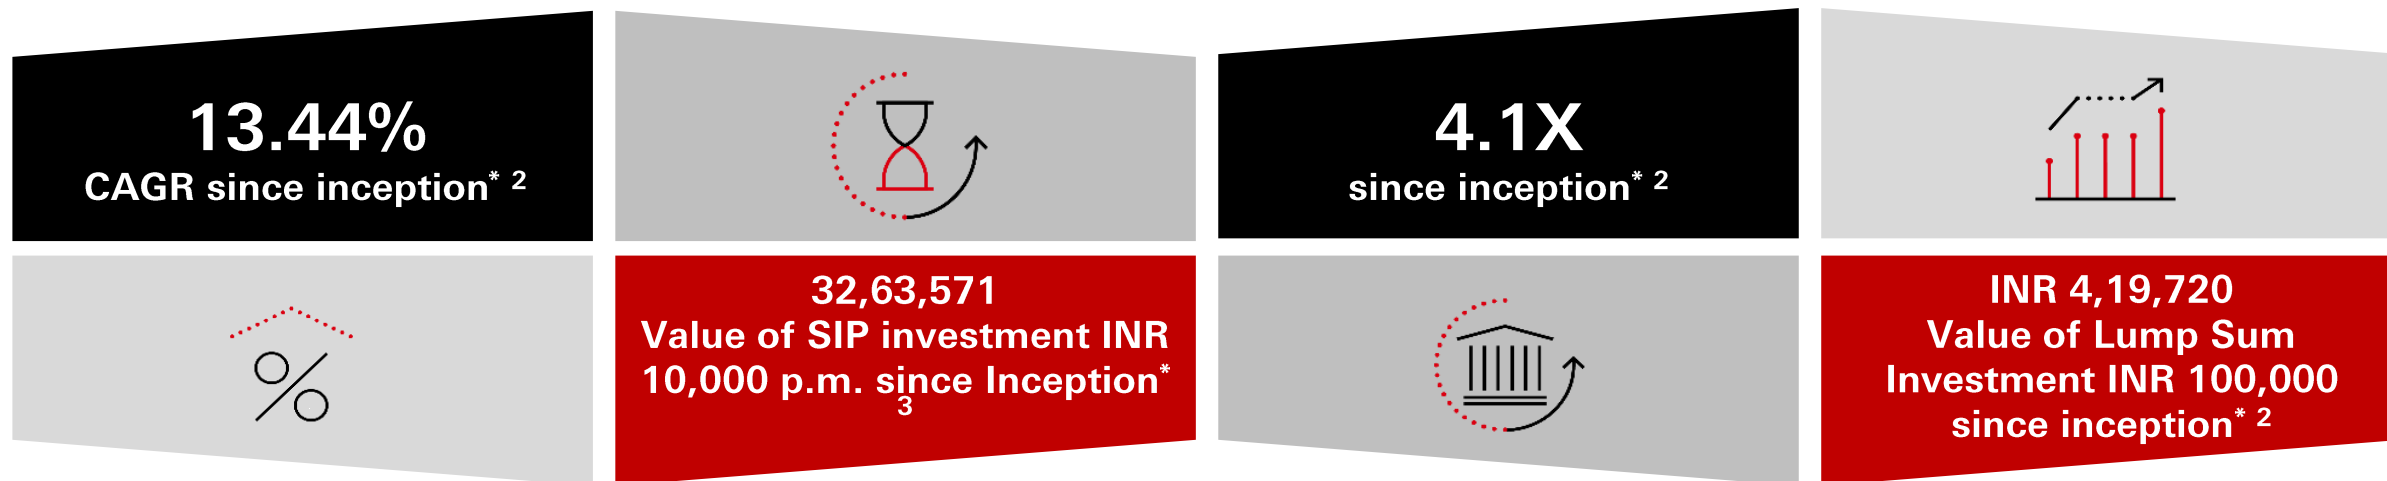 13.44%
CAGR since inception* 2
4.1X
since inception* 2
32,63,571
Value of SIP investment INR
10,000 p.m. since Inception*
3
INR 4,19,720
Value of Lump Sum
Investment INR 100,000
since inception* 2